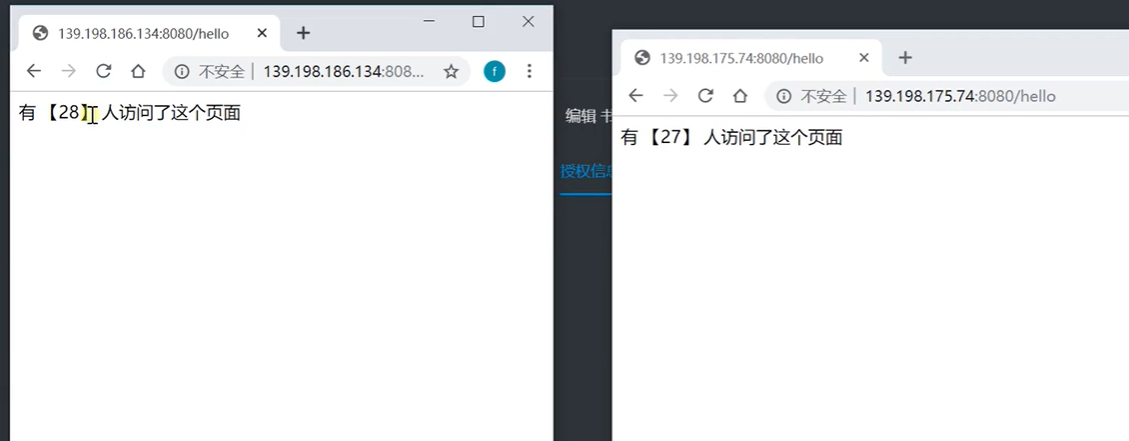 139.198.186.134:8080/hello
不安全 | 139.198.186.134:808...
f
有 【28】 人访问了这个页面
编辑 书
授权信息
139.198.175.74:8080/hello
不安全 | 139.198.175.74:8080/hello
有 【27】 人访问了这个页面